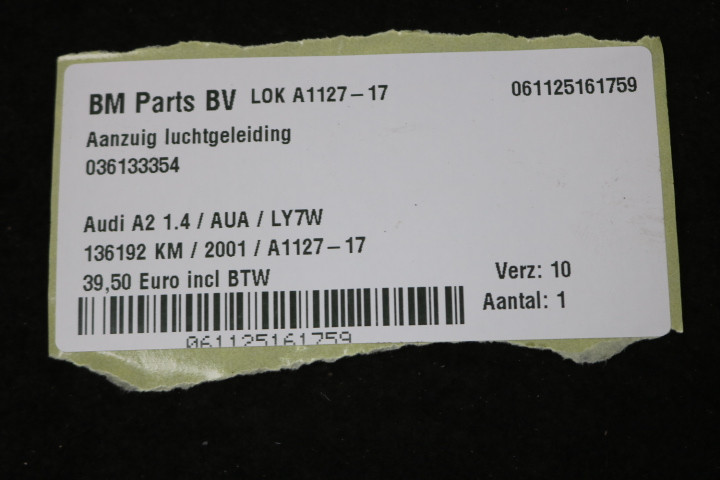 BM Parts BV LOK A1127-17 061125161759
Aanzuig luchtgeleiding
036133354
Audi A2 1.4 / AUA / LY7W
136192 KM / 2001 / A1127-17
39,50 Euro incl BTW
Verz: 10
Aantal: 1
061125161759